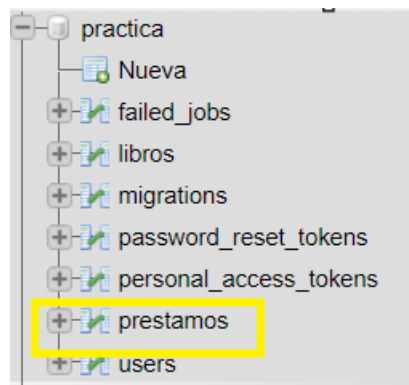 practica
Nueva
failed_jobs
libros
migrations
password_reset_tokens
personal_access_tokens
prestamos
users